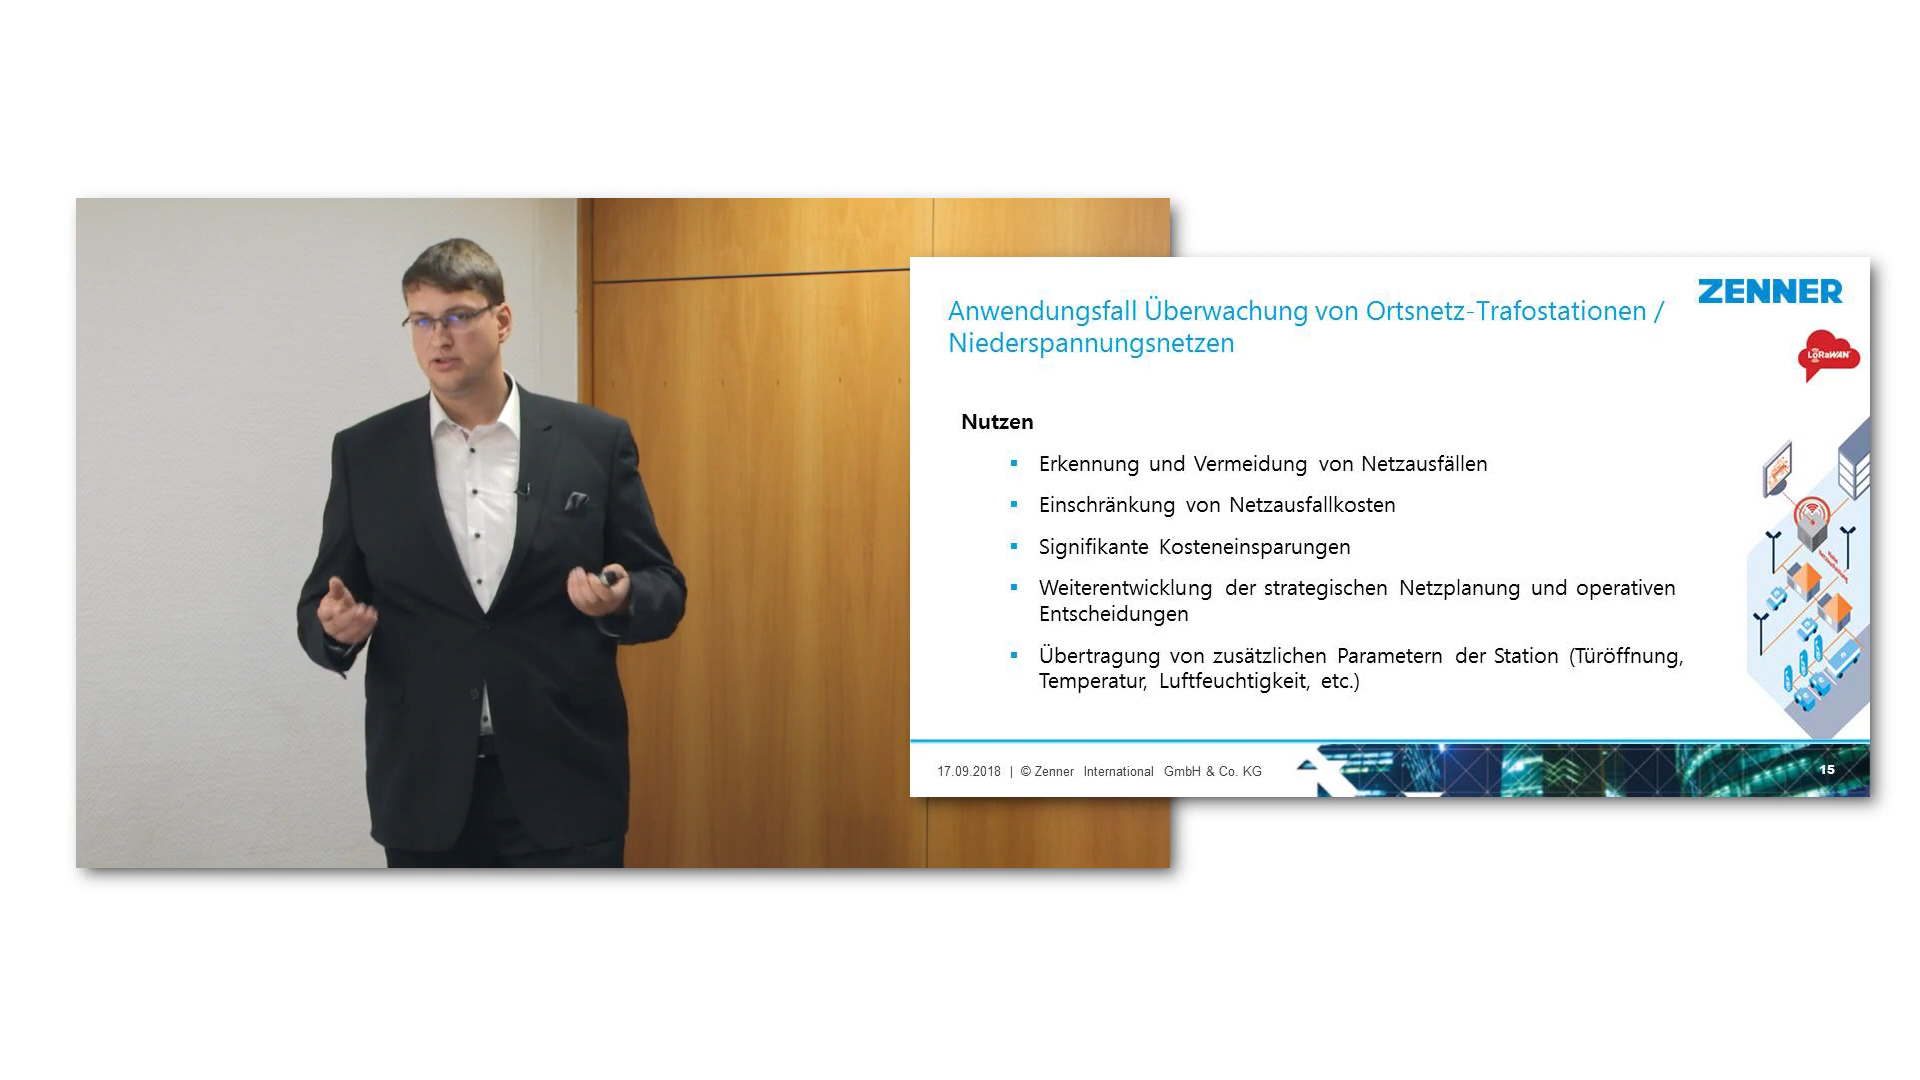 ZENNER
Anwendungsfall Überwachung von Ortsnetz-Trafostationen /
Niederspannungsnetzen
LoRaWAN
Nutzen
Erkennung und Vermeidung von Netzausfällen
Einschränkung von Netzausfallkosten
Signifikante Kosteneinsparungen
Weiterentwicklung der strategischen Netzplanung und operativen
Entscheidungen
Übertragung von zusätzlichen Parametern der Station (Türöffnung,
Temperatur, Luftfeuchtigkeit, etc.)
17.09.2018 | © Zenner International GmbH & Co. KG
15